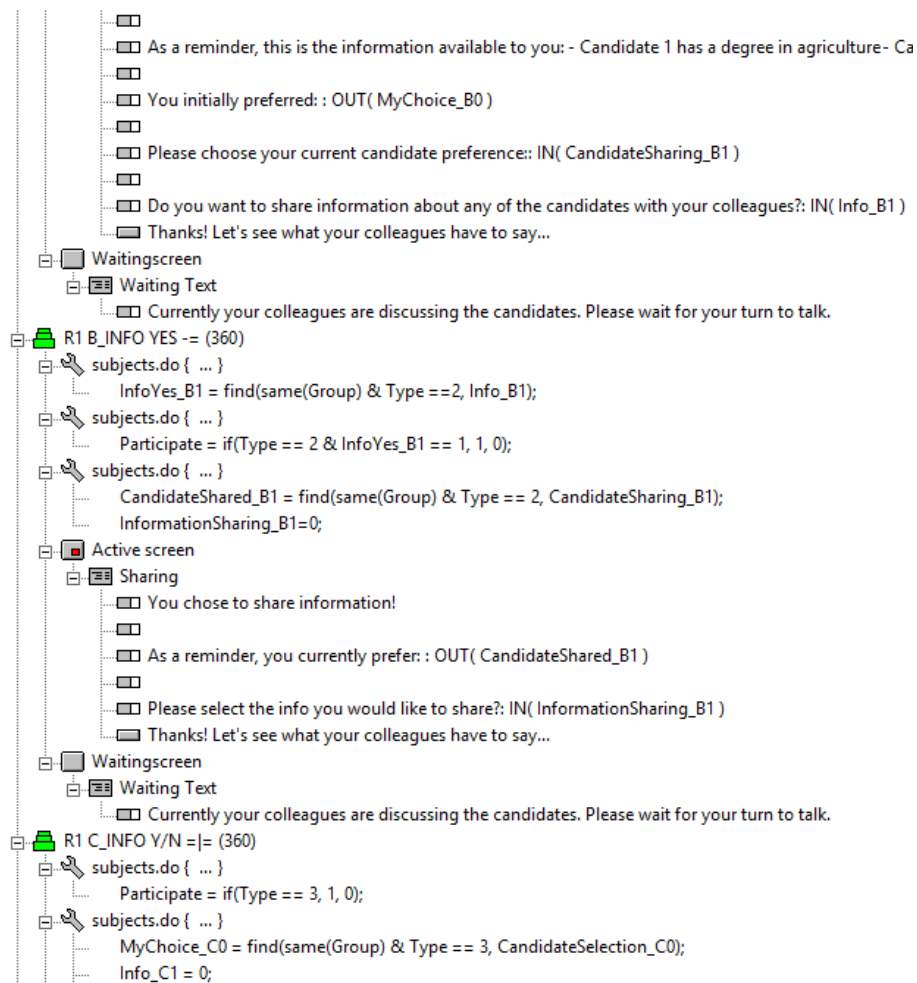 As a reminder, this is the information available to you: - Candidate 1 has a degree in agriculture- Ca
You initially preferred: : OUT( MyChoice_B0 )
Please choose your current candidate preference:: IN( CandidateSharing_B1 )
Do you want to share information about any of the candidates with your colleagues?: IN( Info_B1 )
Thanks! Let's see what your colleagues have to say...
Waitingscreen
Waiting Text
Currently your colleagues are discussing the candidates. Please wait for your turn to talk.
R1 B_INFO YES -= (360)
subjects.do { ... }
InfoYes_B1 = find(same(Group) & Type ==2, Info_B1);
subjects.do { ... }
Participate = if(Type == 2 & InfoYes_B1 == 1, 1, 0);
subjects.do { ... }
CandidateShared_B1 = find(same(Group) & Type == 2, CandidateSharing_B1);
InformationSharing_B1=0;
Active screen
Sharing
You chose to share information!
As a reminder, you currently prefer: : OUT( CandidateShared_B1 )
Please select the info you would like to share?: IN( InformationSharing_B1 )
Thanks! Let's see what your colleagues have to say...
Waitingscreen
Waiting Text
Currently your colleagues are discussing the candidates. Please wait for your turn to talk.
R1 C_INFO Y/N =|= (360)
subjects.do { ... }
Participate = if(Type == 3, 1, 0);
subjects.do { ... }
MyChoice_C0 = find(same(Group) & Type == 3, CandidateSelection_C0);
Info_C1 = 0;